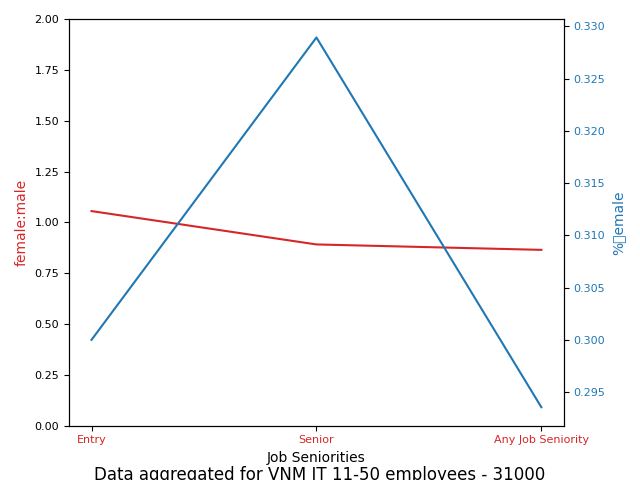 2.00
1.75
1.50
1.25
1.00
0.75
0.50
0.25
0.00
female:male
0.330
0.325
0.320
0.315
0.310
0.305
0.300
0.295
Entry
Senior
Any Job Seniority
Job Seniorities
Data aggregated for VNM IT 11-50 employees - 31000